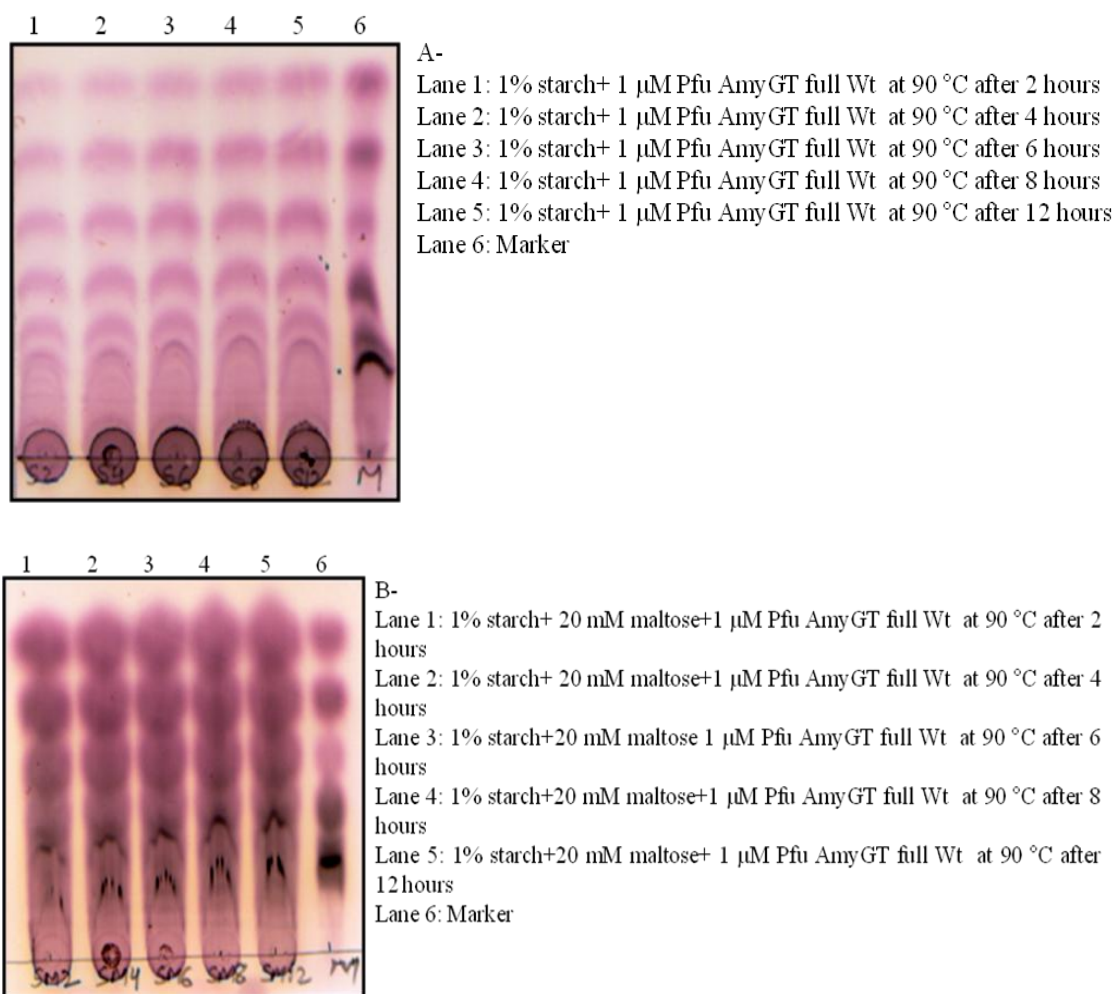 1 2 3 4 5 6
A-
Lane 1: 1% starch+ 1 µM Pfu AmyGT full Wt at 90 °C after 2 hours
Lane 2: 1% starch+ 1 µM Pfu AmyGT full Wt at 90 °C after 4 hours
Lane 3: 1% starch+ 1 µM Pfu AmyGT full Wt at 90 °C after 6 hours
Lane 4: 1% starch+ 1 µM Pfu AmyGT full Wt at 90 °C after 8 hours
Lane 5: 1% starch+ 1 µM Pfu AmyGT full Wt at 90 °C after 12 hours
Lane 6: Marker
S2 S4 S6 S8 S12 M
1 2 3 4 5 6
B-
Lane 1: 1% starch+ 20 mM maltose+1 µM Pfu AmyGT full Wt at 90 °C after 2
hours
Lane 2: 1% starch+ 20 mM maltose+1 µM Pfu AmyGT full Wt at 90 °C after 4
hours
Lane 3: 1% starch+20 mM maltose 1 µM Pfu AmyGT full Wt at 90 °C after 6
hours
Lane 4: 1% starch+20 mM maltose+1 µM Pfu AmyGT full Wt at 90 °C after 8
hours
Lane 5: 1% starch+20 mM maltose+ 1 µM Pfu AmyGT full Wt at 90 °C after
12 hours
Lane 6: Marker
SM2 SM4 SM6 SM8 SM12 M